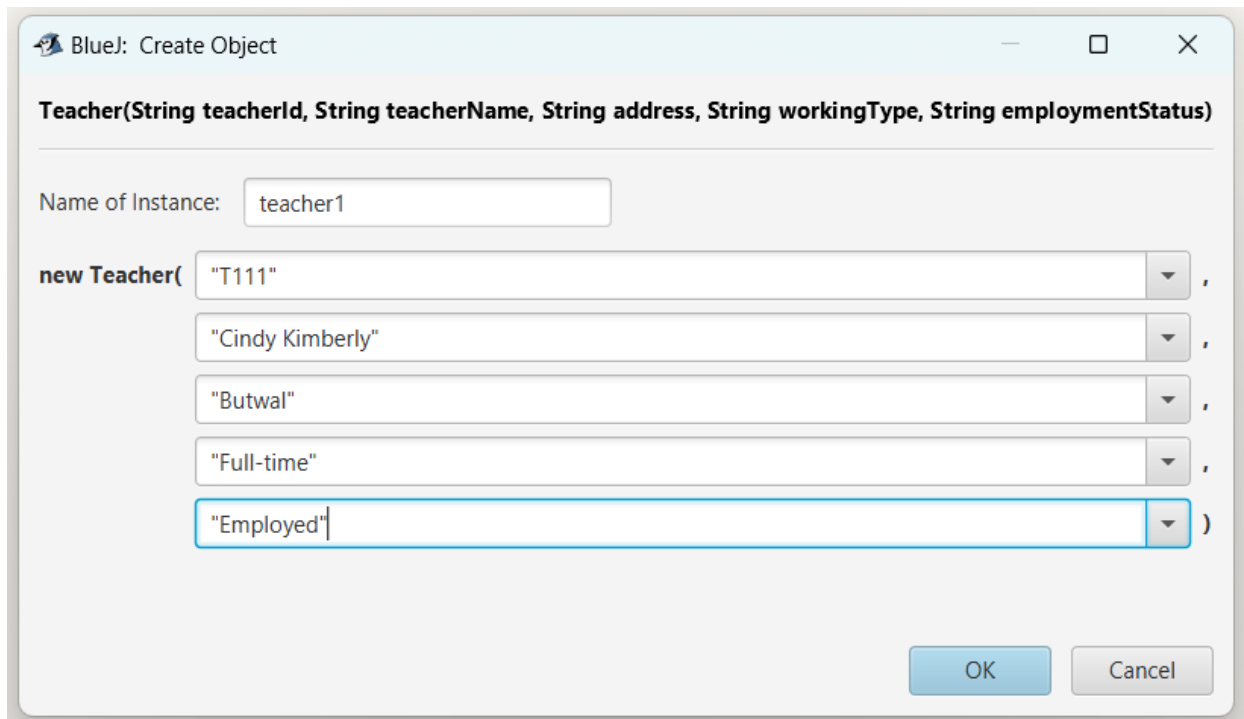 BlueJ: Create Object
Teacher(String teacherId, String teacherName, String address, String workingType, String employmentStatus)
Name of Instance: teacher1
new Teacher( "T111" ,
"Cindy Kimberly" ,
"Butwal" ,
"Full-time" ,
"Employed" )
OK Cancel